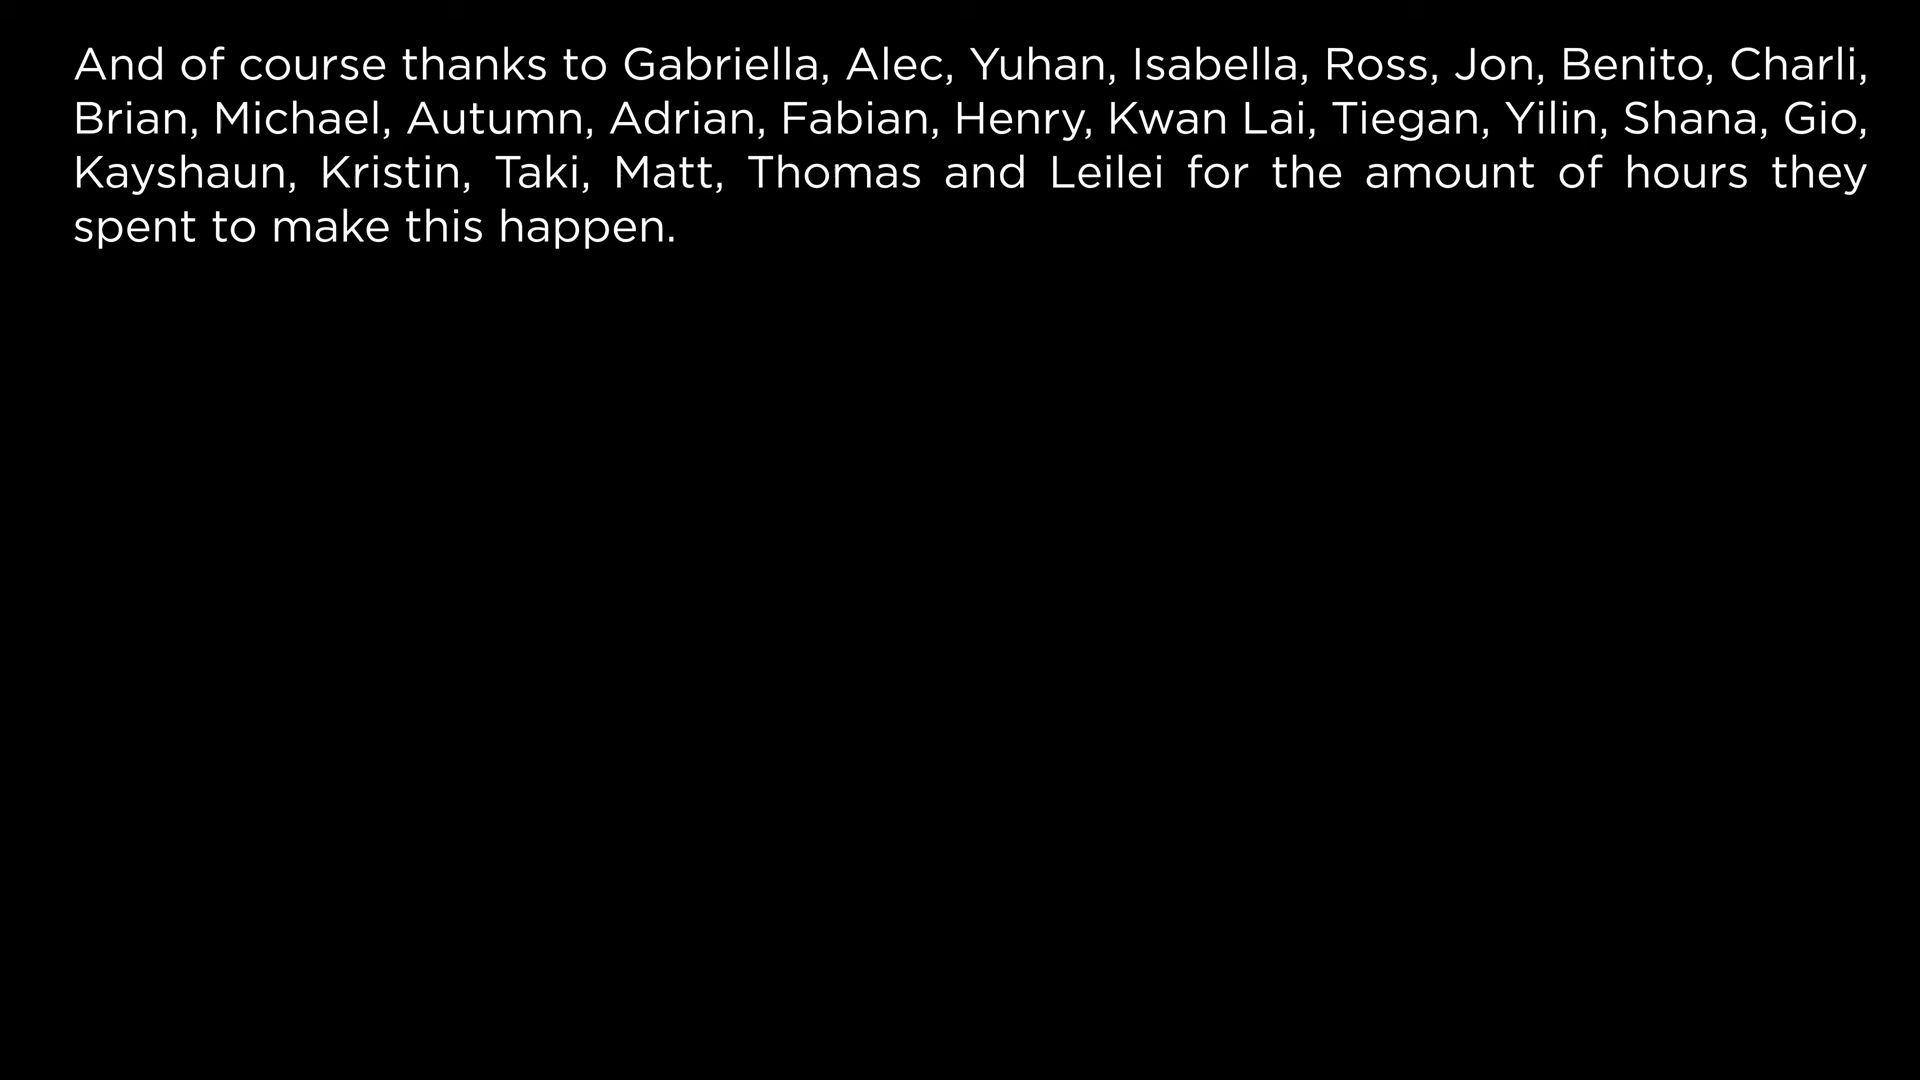 And of course thanks to Gabriella, Alec, Yuhan, Isabella, Ross, Jon, Benito, Charli,
Brian, Michael, Autumn, Adrian, Fabian, Henry, Kwan Lai, Tiegan, Yilin, Shana, Gio,
Kayshaun, Kristin, Taki, Matt, Thomas and Leilei for the amount of hours they
spent to make this happen.